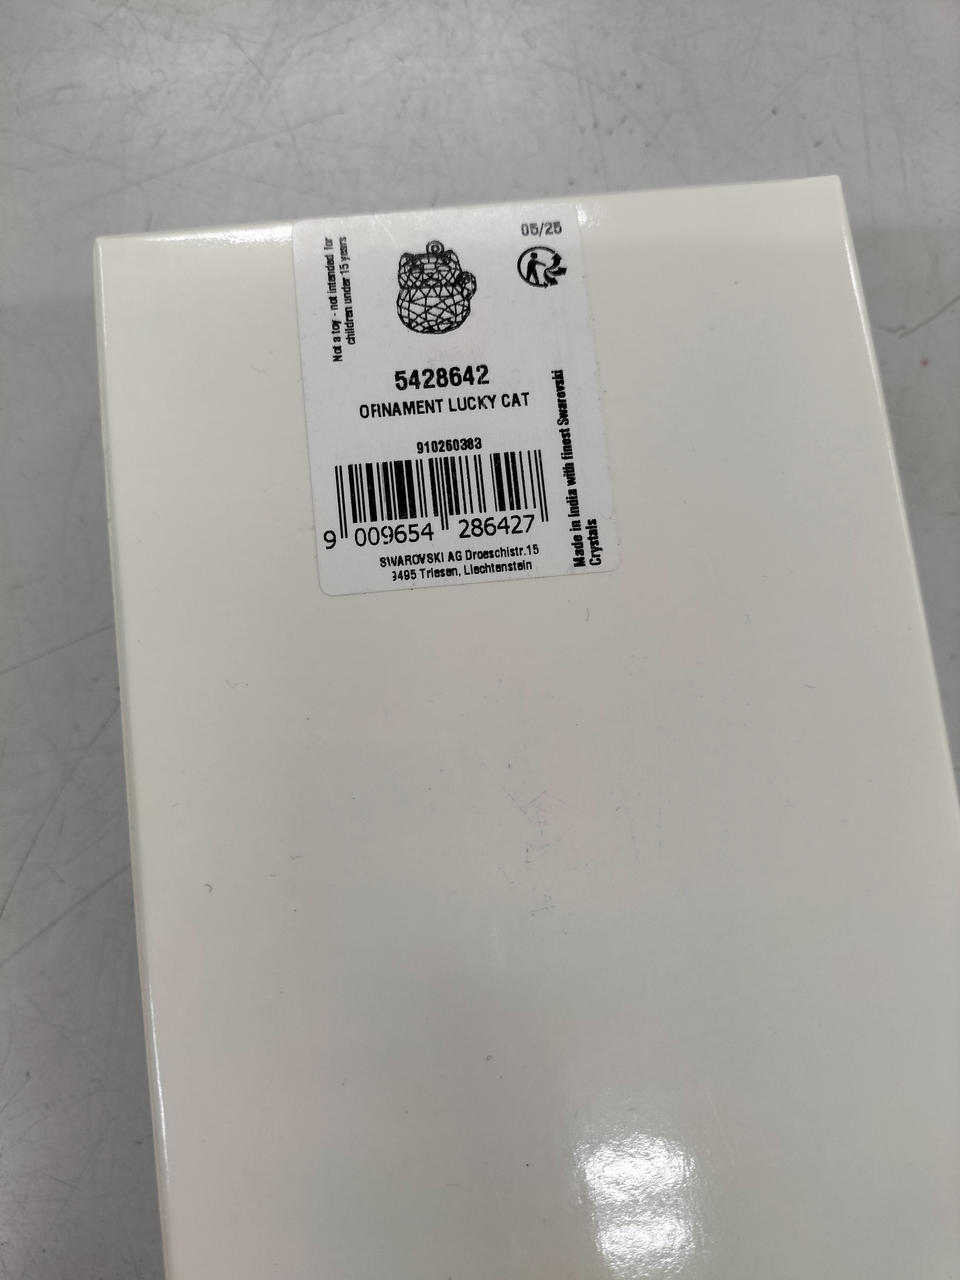 Not a toy - not intended for
children under 15 years
05/25
5428642
ORNAMENT LUCKY CAT
910260383
9 009654 286427
SWAROVSKI AG Droeschistr.15
9495 Triesen, Liechtenstein
Made in India with finest Swarovski
Crystals